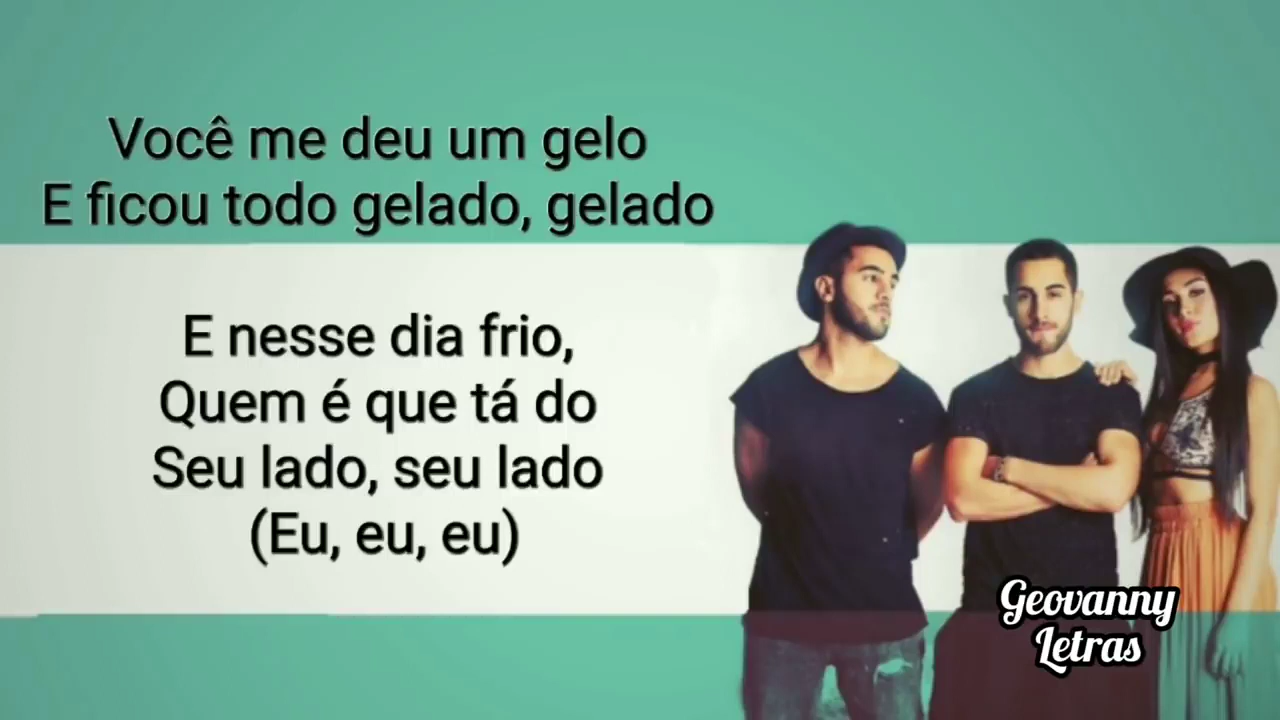 Você me deu um gelo
E ficou todo gelado, gelado
E nesse dia frio,
Quem é que tá do
Seu lado, seu lado
(Eu, eu, eu)
Geovanny
Letras